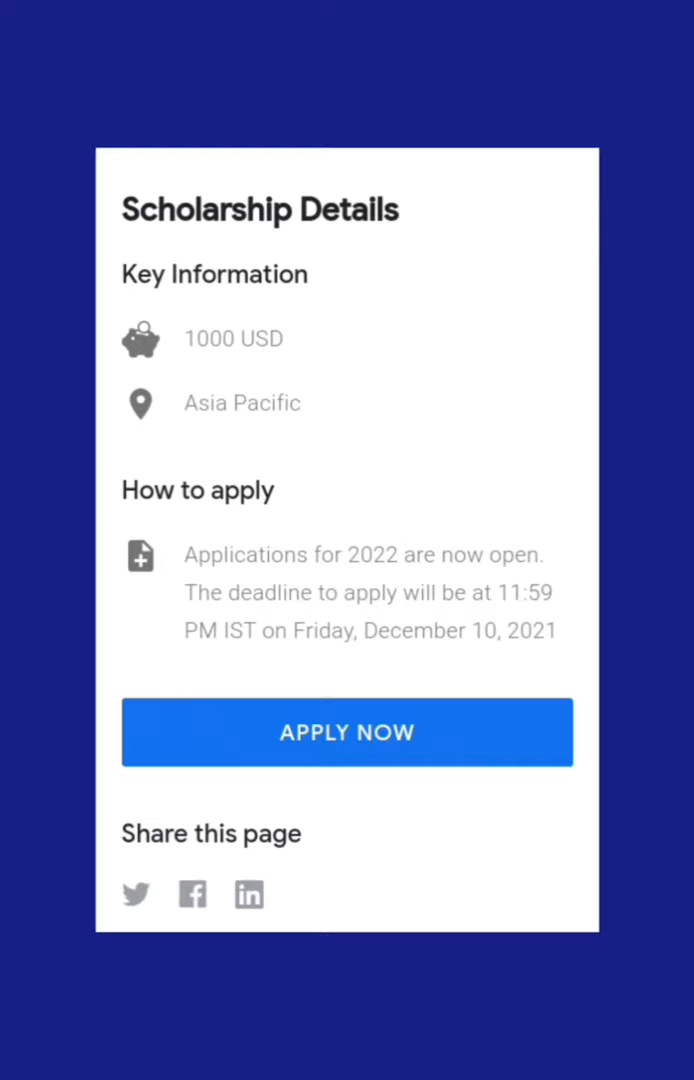 Scholarship Details
Key Information
1000 USD
Asia Pacific
How to apply
Applications for 2022 are now open.
The deadline to apply will be at 11:59
PM IST on Friday, December 10, 2021
APPLY NOW
Share this page